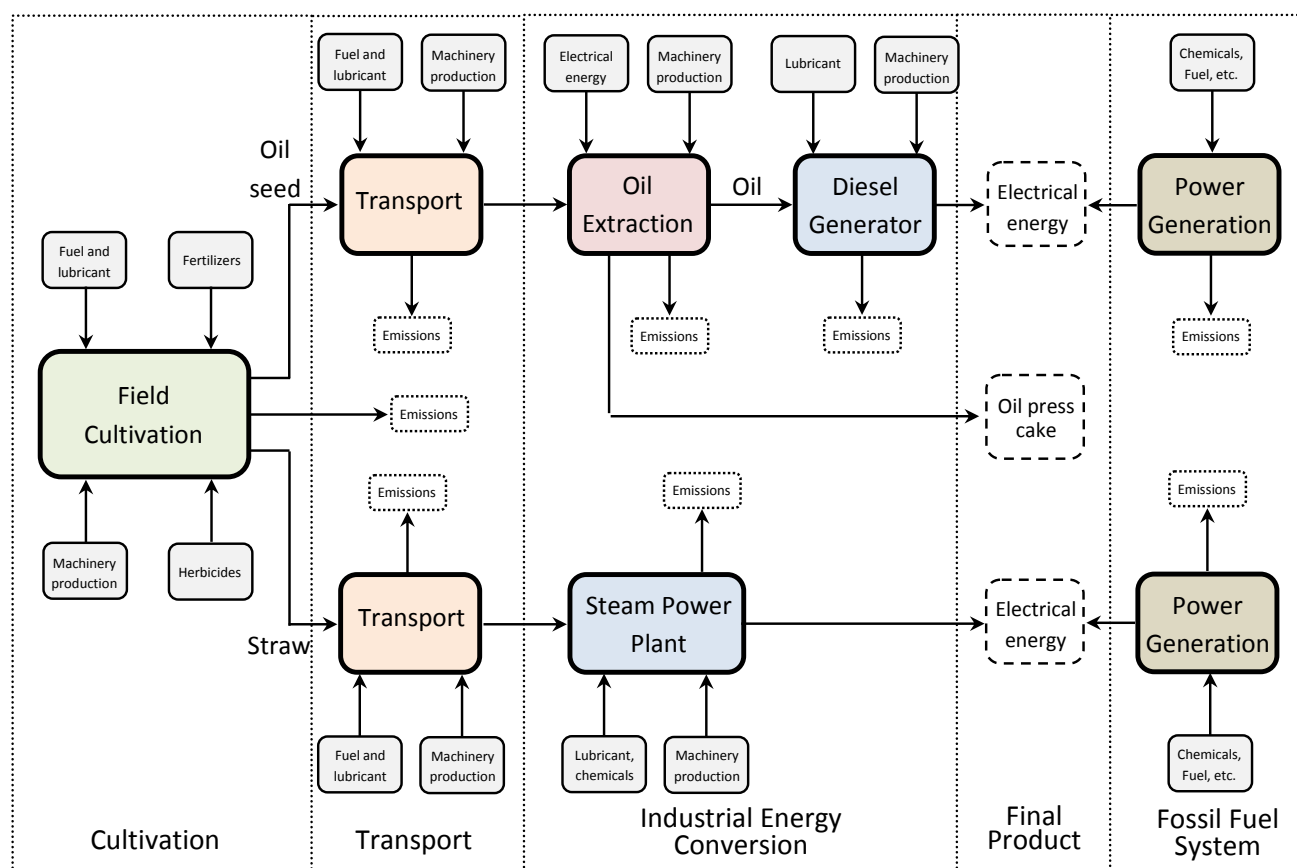 Fuel and
lubricant
Machinery
production
Electrical
energy
Machinery
production
Lubricant
Machinery
production
Chemicals,
Fuel, etc.
Oil
seed
Transport
Oil
Extraction
Oil
Diesel
Generator
Electrical
energy
Power
Generation
Fuel and
lubricant
Fertilizers
Emissions
Emissions
Emissions
Emissions
Field
Cultivation
Emissions
Oil press
cake
Machinery
production
Herbicides
Emissions
Emissions
Emissions
Straw
Transport
Steam Power
Plant
Electrical
energy
Power
Generation
Fuel and
lubricant
Machinery
production
Lubricant,
chemicals
Machinery
production
Chemicals,
Fuel, etc.
Cultivation
Transport
Industrial Energy
Conversion
Final
Product
Fossil Fuel
System